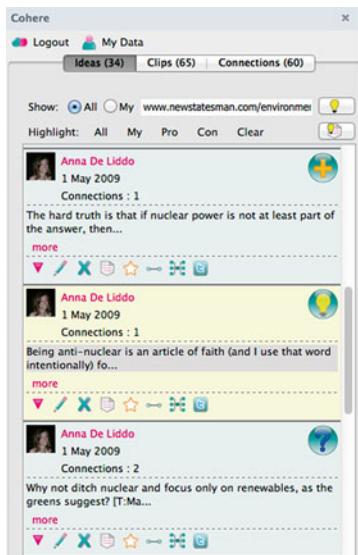 Cohere
Logout My Data
Ideas (34) Clips (65) Connections (60)
Show: All My www.newstatesman.com/environme
Highlight: All My Pro Con Clear
Anna De Liddo
1 May 2009
Connections : 1
The hard truth is that if nuclear power is not at least part of
the answer, then...
more
Anna De Liddo
1 May 2009
Connections : 1
Being anti-nuclear is an article of faith (and I use that word
intentionally) fo...
more
Anna De Liddo
1 May 2009
Connections : 2
Why not ditch nuclear and focus only on renewables, as the
greens suggest? [T:Ma...
more